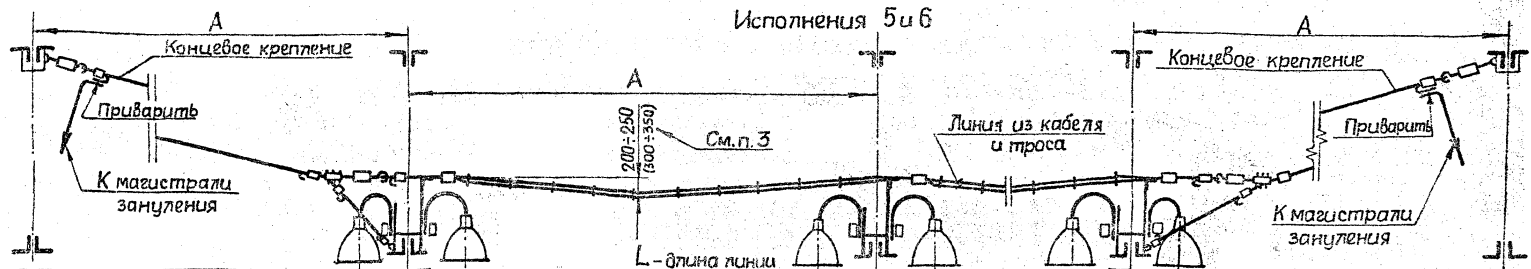 Исполнения 5 и 6
А
Концевое крепление
Приварить
К магистрали
зануления
А
200÷250
(300÷350)
См. п. 3
Линия из кабеля
и троса
L - длина линии
А
Концевое крепление
Приварить
К магистрали
зануления